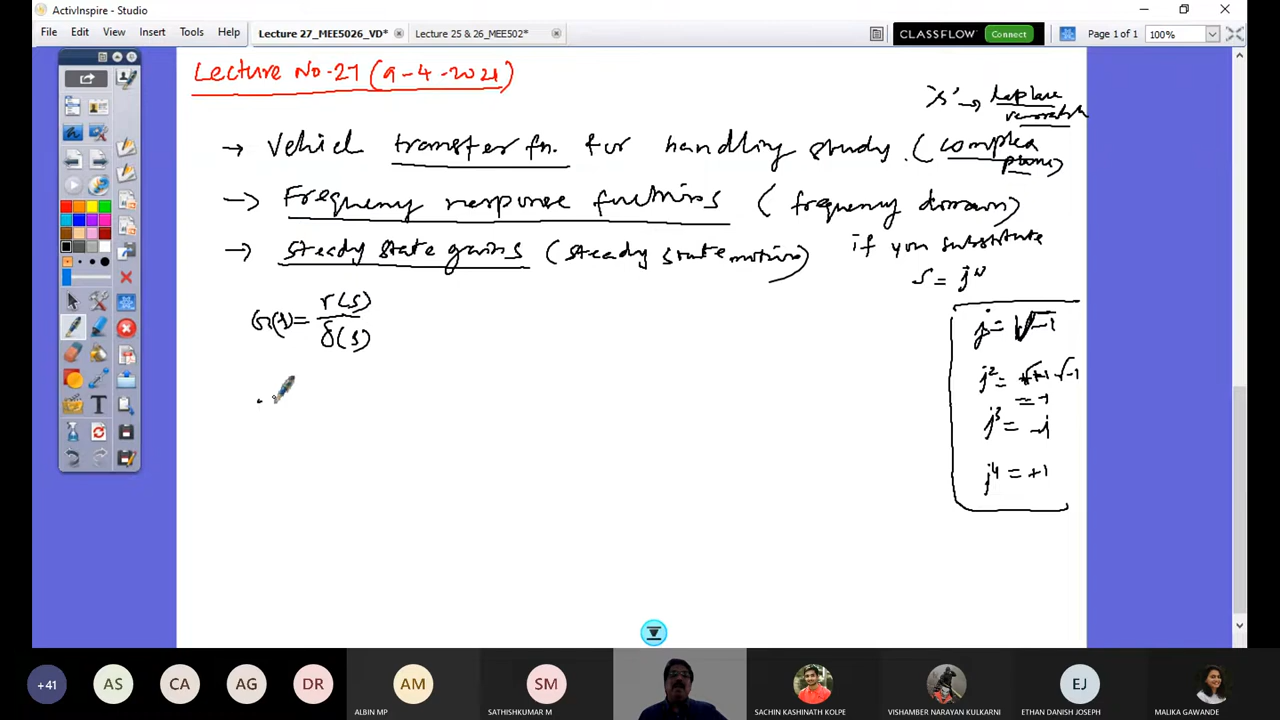 ActivInspire - Studio
File Edit View Insert Tools Help
Lecture 27_MEE5026_VD*
Lecture 25 & 26_MEE502*
CLASSFLOW Connect
Page 1 of 1
100%
Lecture No-27 (9-4-2021)
's' → Laplace
→ Vehicle transfer fn. for handling study. (complex
plane)
→ Frequency response functions (frequency domain)
→ steady state gains (steady state motion)
if you substitute
s = jω
G(s) = r(s)
δ(s)
j = √-1
j² = √-1 √-1
= -1
j³ = -j
j⁴ = +1
+41
AS
CA
AG
DR
AM
ALBIN MP
SM
SATHISHKUMAR M
SACHIN KASHINATH KOLPE
VISHAMBER NARAYAN KULKARNI
EJ
ETHAN DANISH JOSEPH
MALIKA GAWANDE